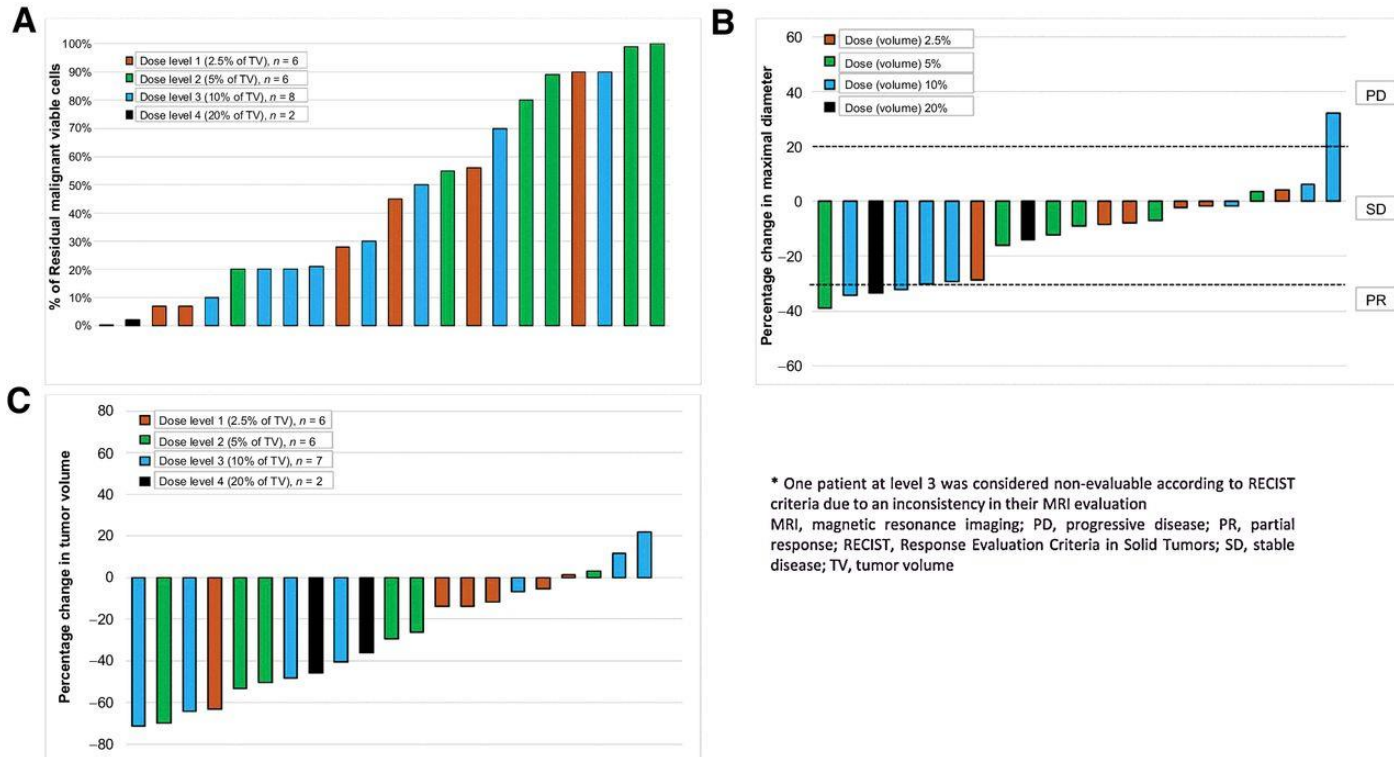 A
% of Residual malignant viable cells
100%
90%
80%
70%
60%
50%
40%
30%
20%
10%
0%
Dose level 1 (2.5% of TV), n = 6
Dose level 2 (5% of TV), n = 6
Dose level 3 (10% of TV), n = 8
Dose level 4 (20% of TV), n = 2
B
Percentage change in maximal diameter
60
40
20
0
−20
−40
−60
Dose (volume) 2.5%
Dose (volume) 5%
Dose (volume) 10%
Dose (volume) 20%
PD
SD
PR
C
Percentage change in tumor volume
80
60
40
20
0
−20
−40
−60
−80
Dose level 1 (2.5% of TV), n = 6
Dose level 2 (5% of TV), n = 6
Dose level 3 (10% of TV), n = 7
Dose level 4 (20% of TV), n = 2
* One patient at level 3 was considered non-evaluable according to RECIST
criteria due to an inconsistency in their MRI evaluation
MRI, magnetic resonance imaging; PD, progressive disease; PR, partial
response; RECIST, Response Evaluation Criteria in Solid Tumors; SD, stable
disease; TV, tumor volume